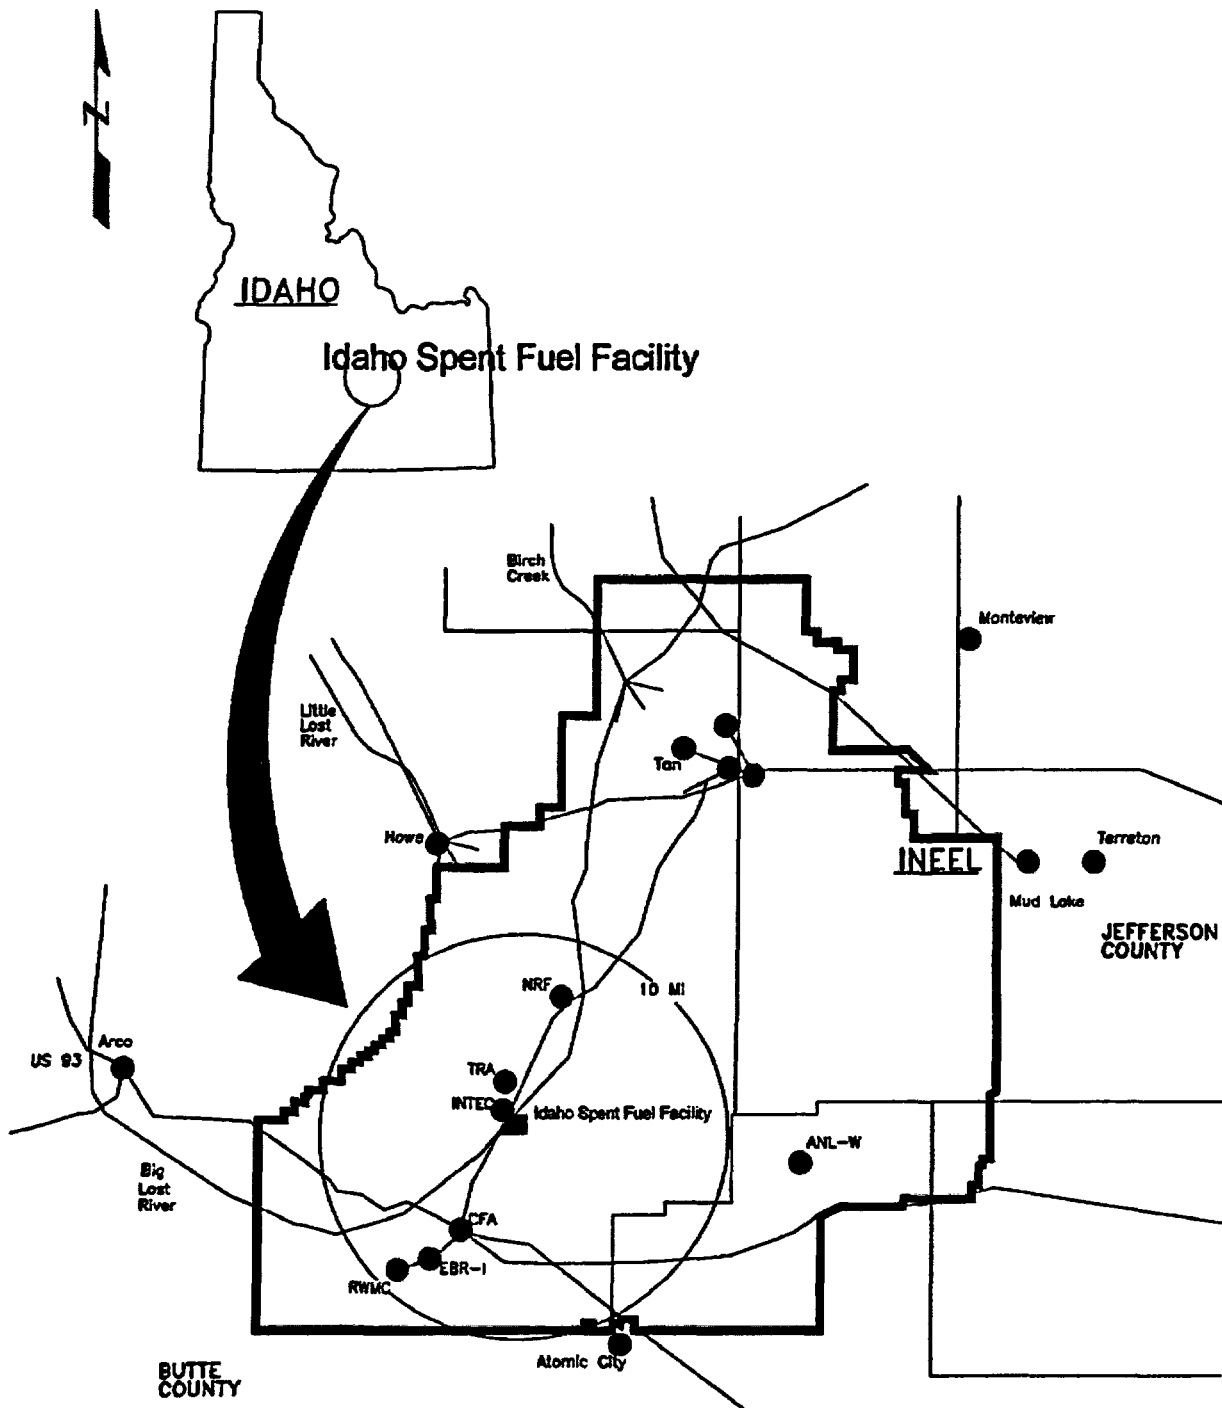 N
IDAHO
Idaho Spent Fuel Facility
Birch
Creek
Monteview
Little
Lost
River
Tan
Howe
INEEL
Terreton
Mud Lake
JEFFERSON
COUNTY
NRF
10 MI
Arco
US 93
TRA
INTEC
Idaho Spent Fuel Facility
ANL-W
Big
Lost
River
CFA
EBR-I
RWMC
Atomic City
BUTTE
COUNTY